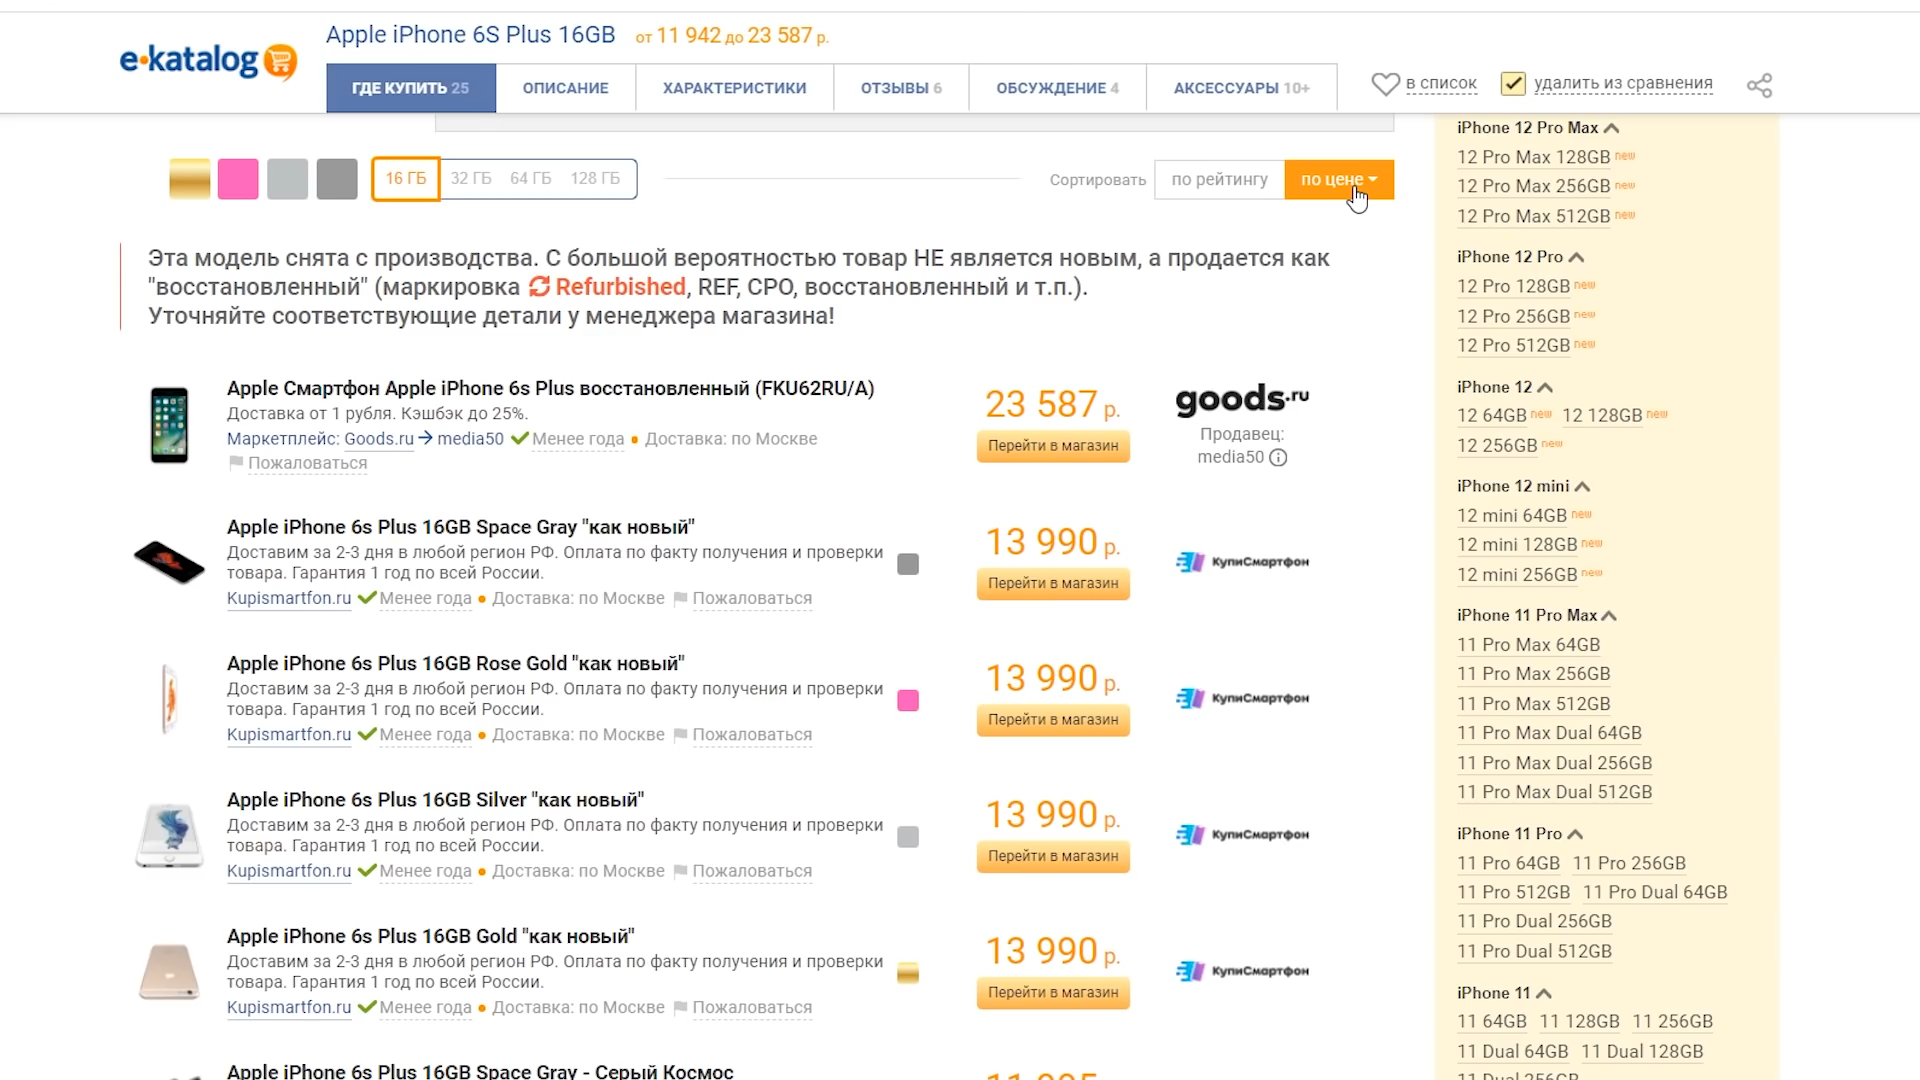 Apple iPhone 6S Plus 16GB от 11 942 до 23 587 р.
e·katalog
ГДЕ КУПИТЬ 25
ОПИСАНИЕ
ХАРАКТЕРИСТИКИ
ОТЗЫВЫ 6
ОБСУЖДЕНИЕ 4
АКСЕССУАРЫ 10+
в список
удалить из сравнения
16 ГБ 32 ГБ 64 ГБ 128 ГБ
Сортировать по рейтингу по цене
Эта модель снята с производства. С большой вероятностью товар НЕ является новым, а продается как
"восстановленный" (маркировка Refurbished, REF, CPO, восстановленный и т.п.).
Уточняйте соответствующие детали у менеджера магазина!
Apple Смартфон Apple iPhone 6s Plus восстановленный (FKU62RU/A)
Доставка от 1 рубля. Кэшбэк до 25%.
Маркетплейс: Goods.ru → media50 Менее года • Доставка: по Москве
Пожаловаться
23 587 р.
Перейти в магазин
goods.ru
Продавец:
media50
Apple iPhone 6s Plus 16GB Space Gray "как новый"
Доставим за 2-3 дня в любой регион РФ. Оплата по факту получения и проверки
товара. Гарантия 1 год по всей России.
Kupismartfon.ru Менее года • Доставка: по Москве Пожаловаться
13 990 р.
Перейти в магазин
КупиСмартфон
Apple iPhone 6s Plus 16GB Rose Gold "как новый"
Доставим за 2-3 дня в любой регион РФ. Оплата по факту получения и проверки
товара. Гарантия 1 год по всей России.
Kupismartfon.ru Менее года • Доставка: по Москве Пожаловаться
13 990 р.
Перейти в магазин
КупиСмартфон
Apple iPhone 6s Plus 16GB Silver "как новый"
Доставим за 2-3 дня в любой регион РФ. Оплата по факту получения и проверки
товара. Гарантия 1 год по всей России.
Kupismartfon.ru Менее года • Доставка: по Москве Пожаловаться
13 990 р.
Перейти в магазин
КупиСмартфон
Apple iPhone 6s Plus 16GB Gold "как новый"
Доставим за 2-3 дня в любой регион РФ. Оплата по факту получения и проверки
товара. Гарантия 1 год по всей России.
Kupismartfon.ru Менее года • Доставка: по Москве Пожаловаться
13 990 р.
Перейти в магазин
КупиСмартфон
Apple iPhone 6s Plus 16GB Space Gray - Серый Космос
iPhone 12 Pro Max
12 Pro Max 128GB new
12 Pro Max 256GB new
12 Pro Max 512GB new
iPhone 12 Pro
12 Pro 128GB new
12 Pro 256GB new
12 Pro 512GB new
iPhone 12
12 64GB new 12 128GB new
12 256GB new
iPhone 12 mini
12 mini 64GB new
12 mini 128GB new
12 mini 256GB new
iPhone 11 Pro Max
11 Pro Max 64GB
11 Pro Max 256GB
11 Pro Max 512GB
11 Pro Max Dual 64GB
11 Pro Max Dual 256GB
11 Pro Max Dual 512GB
iPhone 11 Pro
11 Pro 64GB 11 Pro 256GB
11 Pro 512GB 11 Pro Dual 64GB
11 Pro Dual 256GB
11 Pro Dual 512GB
iPhone 11
11 64GB 11 128GB 11 256GB
11 Dual 64GB 11 Dual 128GB
11 Dual 256GB